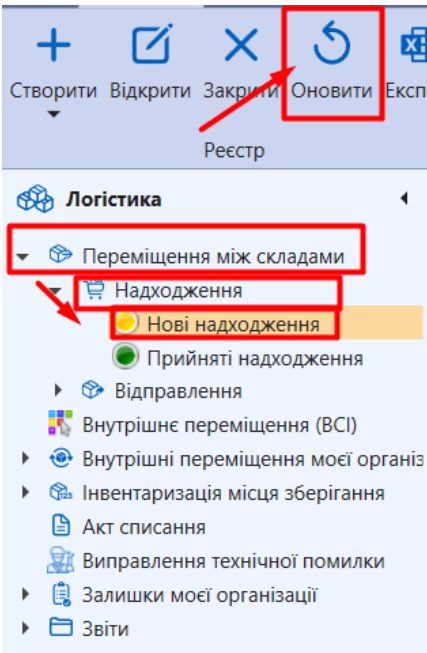 Створити Відкрити Закрити Оновити Експ
Реєстр
Логістика
Переміщення між складами
Надходження
Нові надходження
Прийняті надходження
Відправлення
Внутрішнє переміщення (ВСІ)
Внутрішні переміщення моєї організ
Інвентаризація місця зберігання
Акт списання
Виправлення технічної помилки
Залишки моєї організації
Звіти